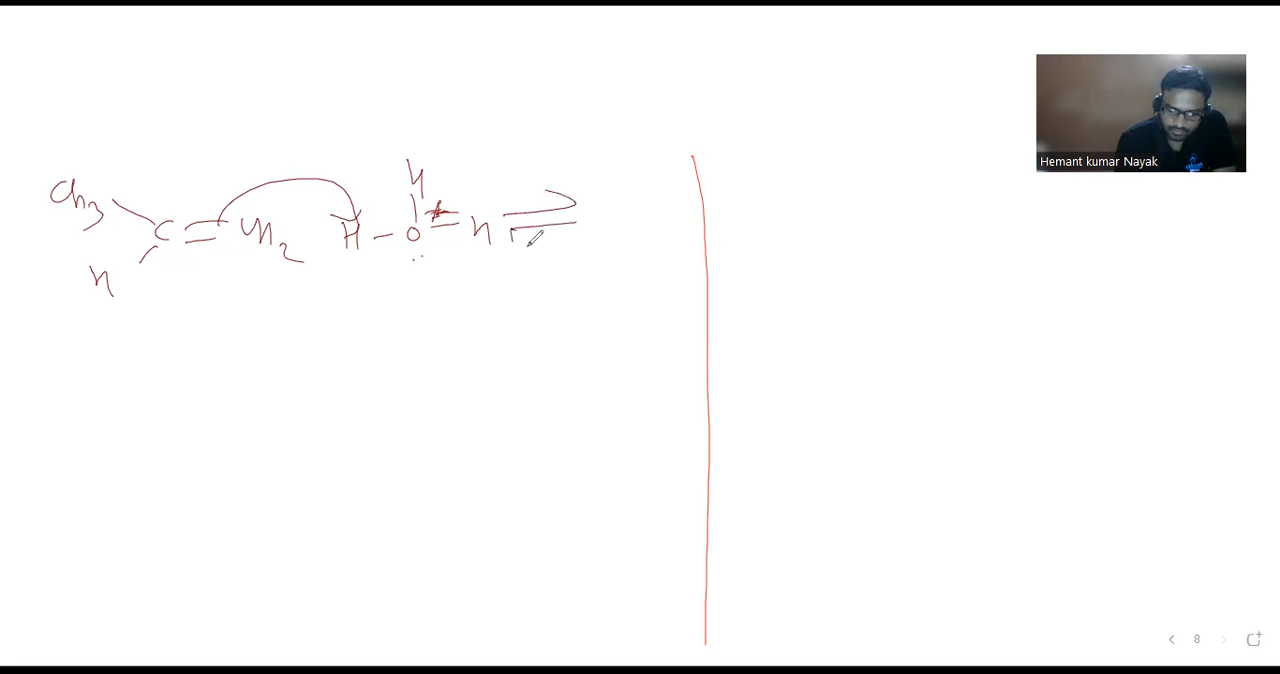 Hemant kumar Nayak
H
CH3
C = CH2 H - O - H
H
8